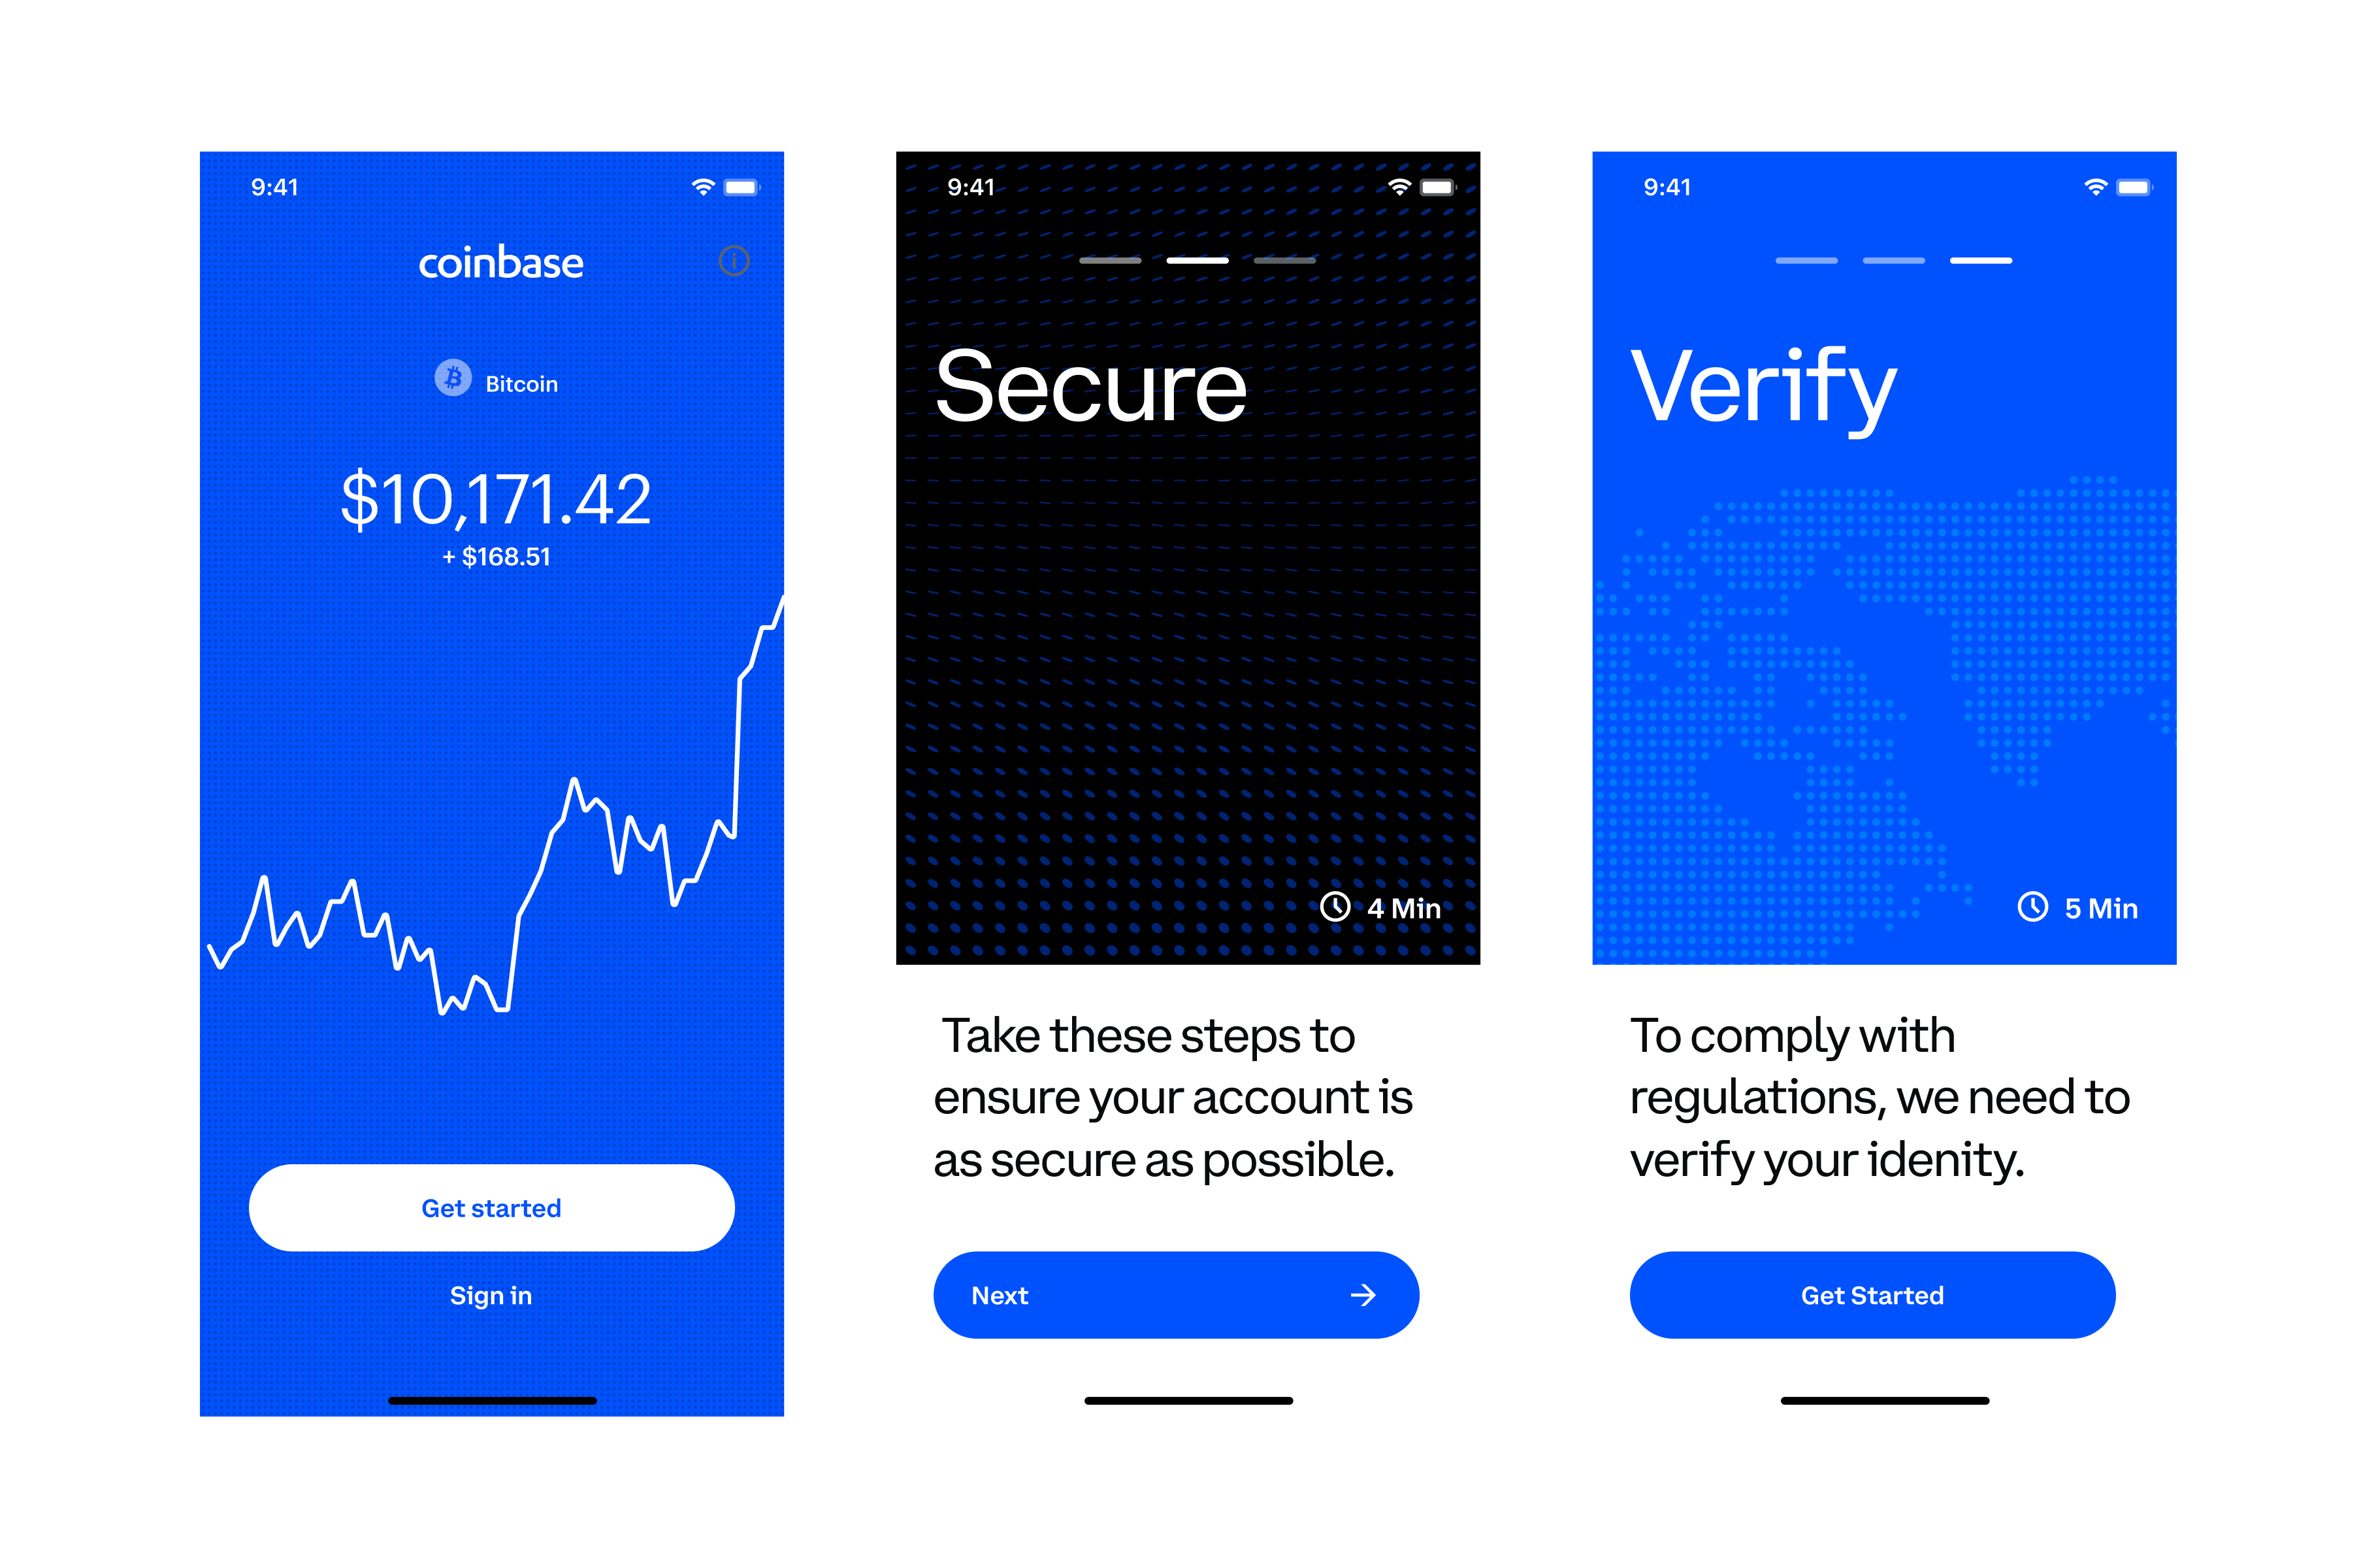 9:41
coinbase
Bitcoin
$10,171.42
+ $168.51
Get started
Sign in
9:41
Secure
4 Min
Take these steps to
ensure your account is
as secure as possible.
Next
9:41
Verify
5 Min
To comply with
regulations, we need to
verify your idenity.
Get Started